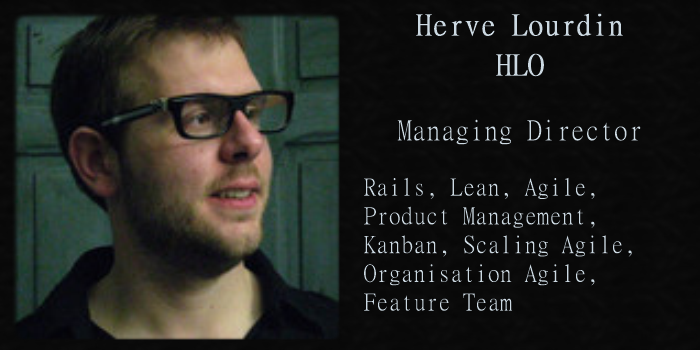 Herve Lourdin
HLO
Managing Director
Rails, Lean, Agile,
Product Management,
Kanban, Scaling Agile,
Organisation Agile,
Feature Team